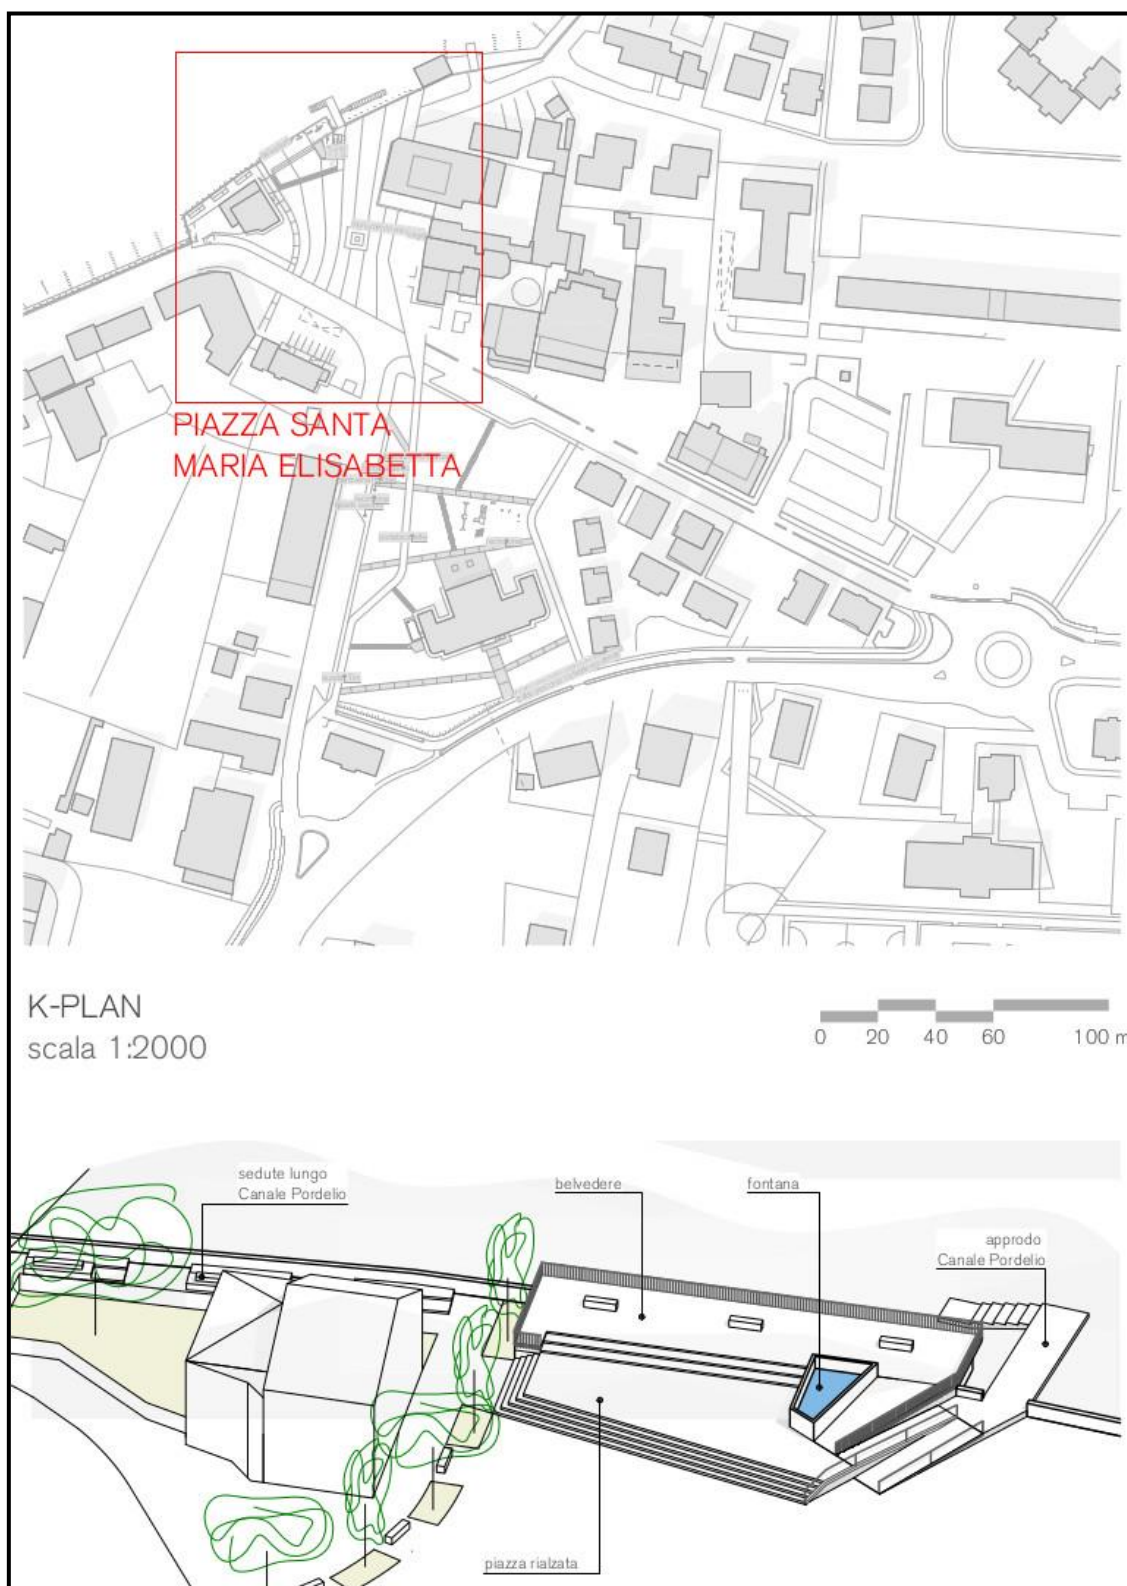 PIAZZA SANTA
MARIA ELISABETTA
K-PLAN
scala 1:2000
0 20 40 60 100 m
sedute lungo
Canale Pordelio
belvedere
fontana
approdo
Canale Pordelio
piazza rialzata